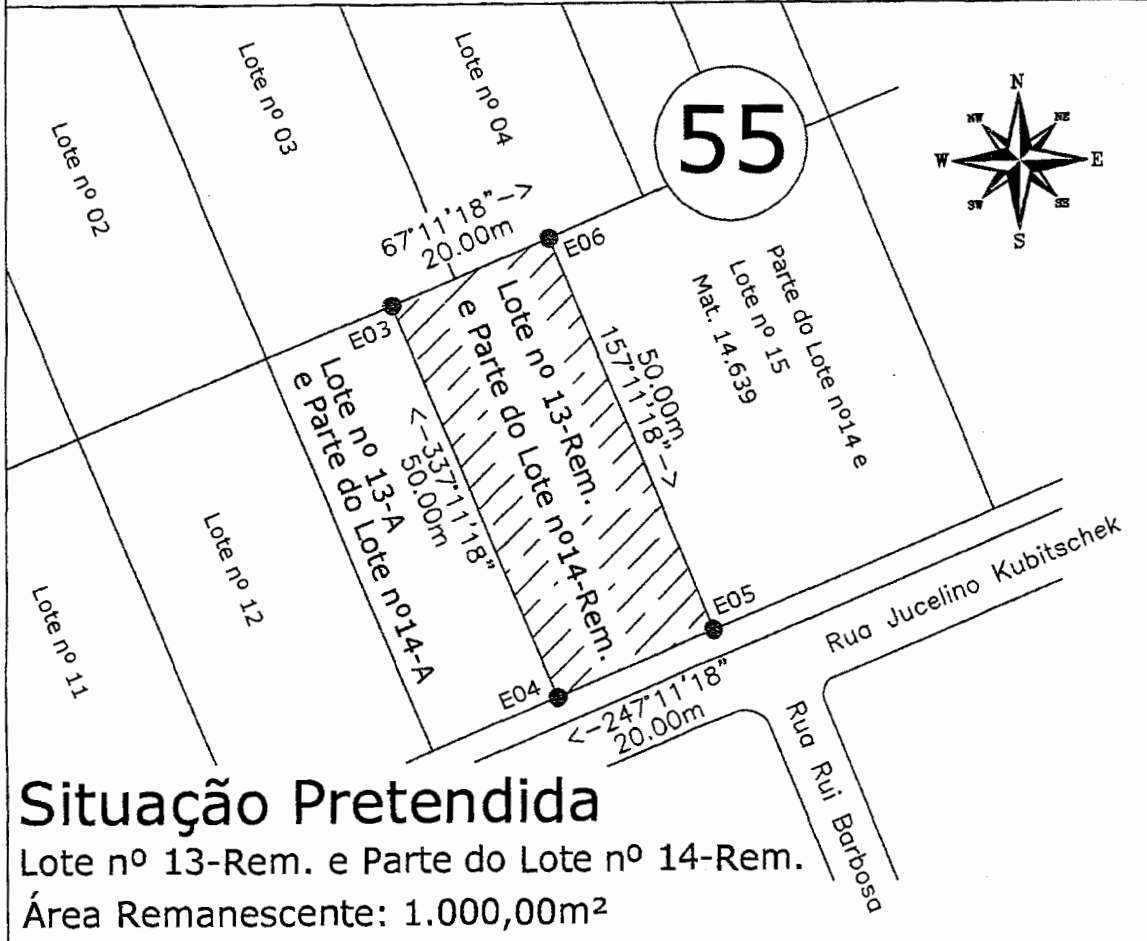 Lote nº 02
Lote nº 03
Lote nº 04
55
N
NE
E
SE
S
SW
W
NW
67°11'18"->
20.00m
E06
E03
Lote nº 13-Rem.
e Parte do Lote nº14-Rem.
50.00m
157°11'18"->
Parte do Lote nº14 e
Lote nº 15
Mat. 14.639
Lote nº 13-A
e Parte do Lote nº14-A
<-337°11'18"
50.00m
Lote nº 12
Lote nº 11
E05
E04
<-247°11'18"
20.00m
Rua Jucelino Kubitschek
Rua Rui Barbosa
Situação Pretendida
Lote nº 13-Rem. e Parte do Lote nº 14-Rem.
Área Remanescente: 1.000,00m²